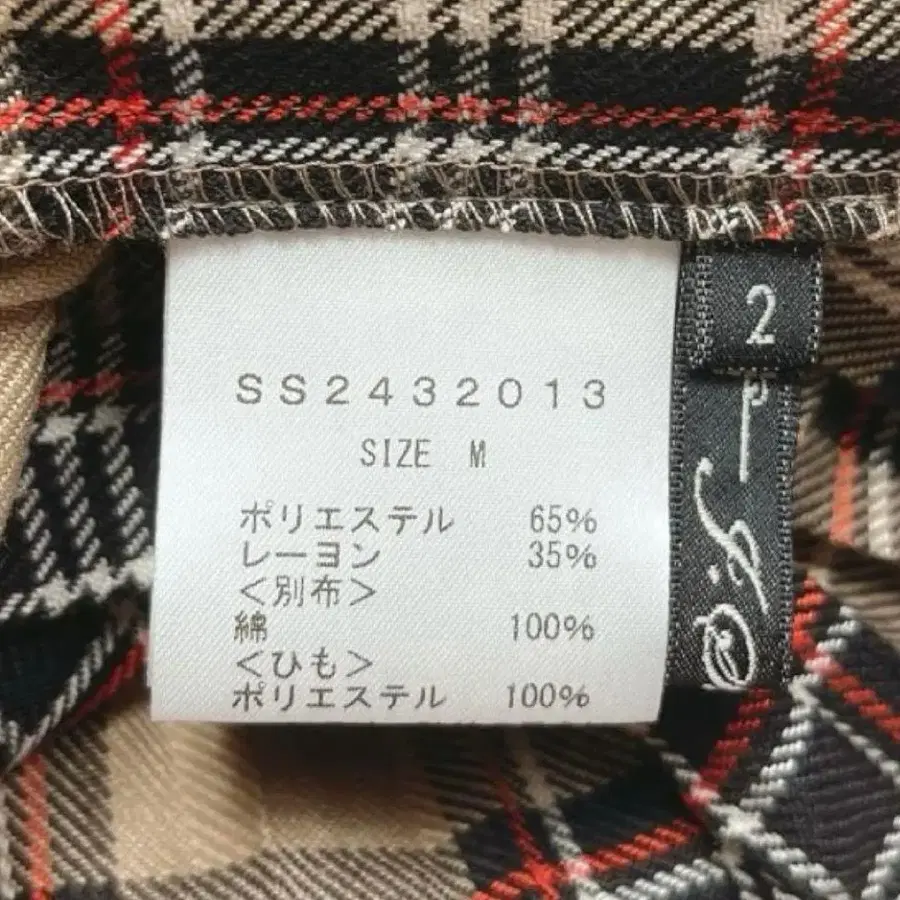 SS2432013
SIZE M
ポリエステル 65%
レーヨン 35%
<別布>
綿 100%
<ひも>
ポリエステル 100%
2